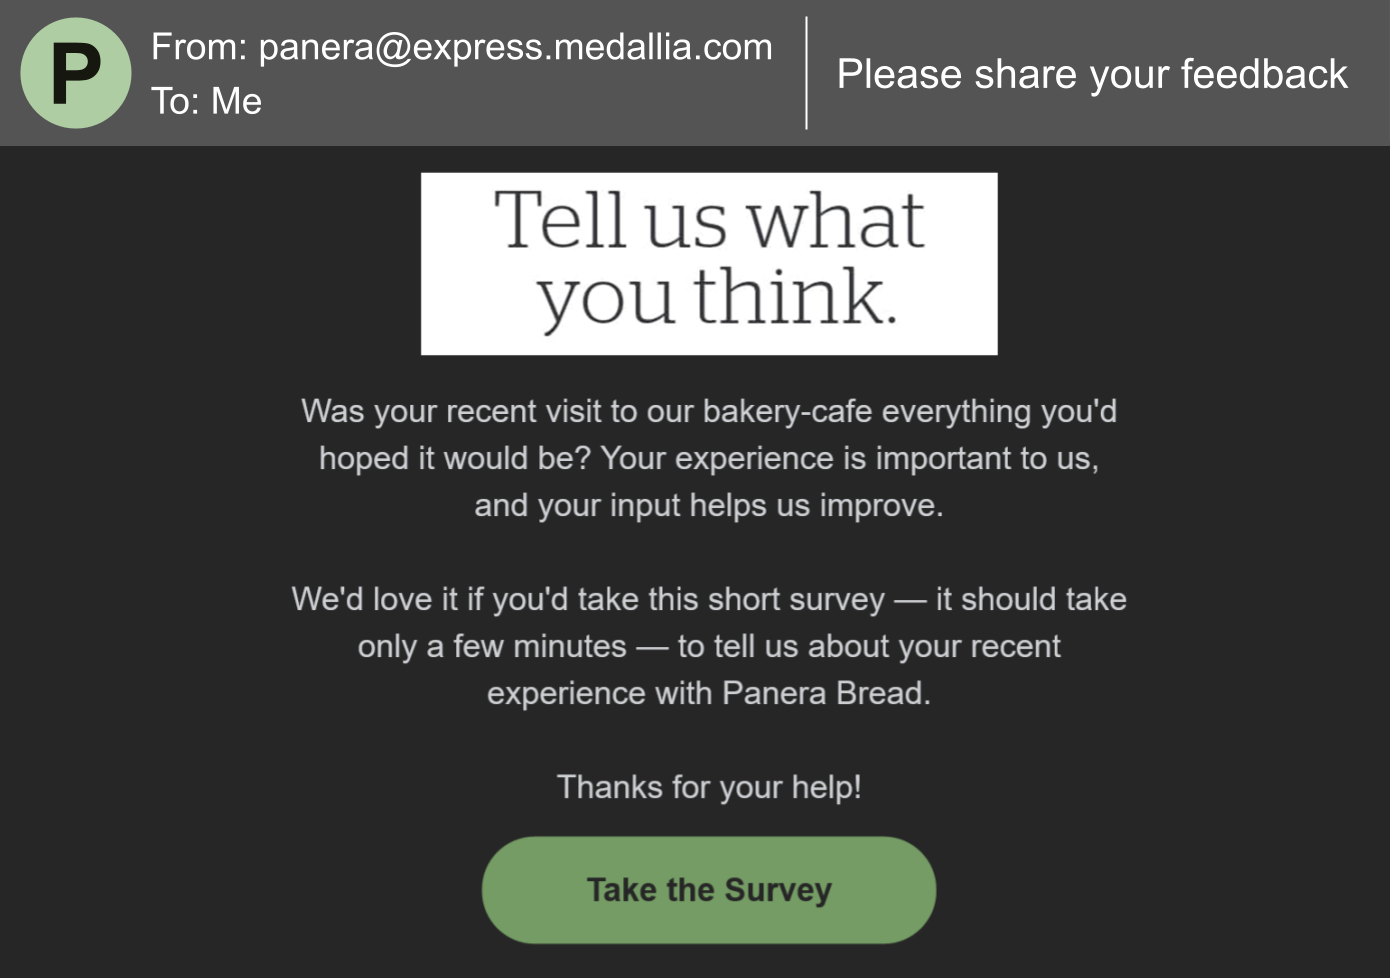 P
From: panera@express.medallia.com
To: Me
Please share your feedback
Tell us what
you think.
Was your recent visit to our bakery-cafe everything you'd
hoped it would be? Your experience is important to us,
and your input helps us improve.
We'd love it if you'd take this short survey — it should take
only a few minutes — to tell us about your recent
experience with Panera Bread.
Thanks for your help!
Take the Survey